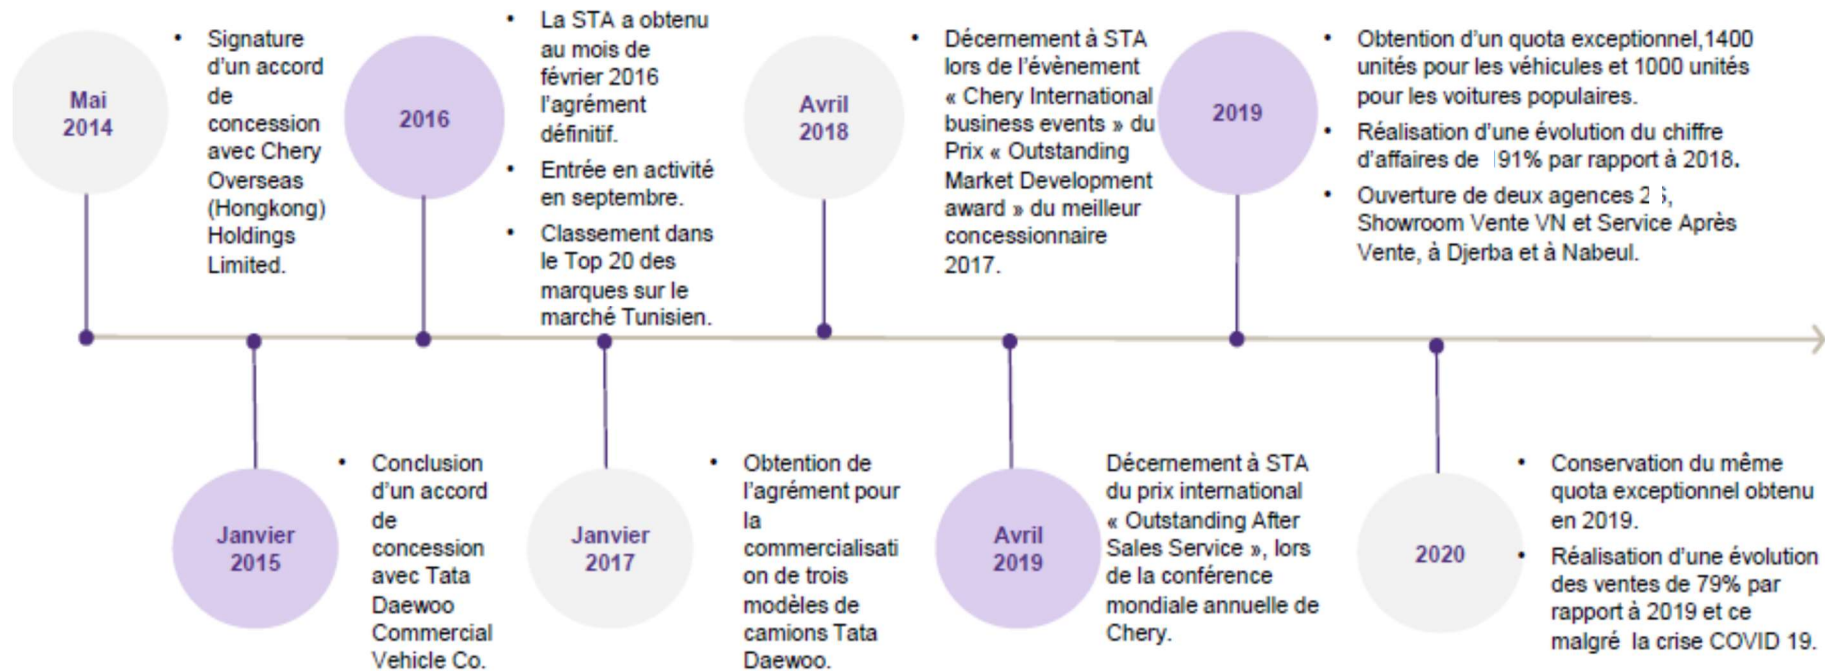 Mai
2014
• Signature
d'un accord
de
concession
avec Chery
Overseas
(Hongkong)
Holdings
Limited.
2016
• La STA a obtenu
au mois de
février 2016
l'agrément
définitif.
• Entrée en activité
en septembre.
• Classement dans
le Top 20 des
marques sur le
marché Tunisien.
Avril
2018
• Décernement à STA
lors de l'évènement
« Chery International
business events » du
Prix « Outstanding
Market Development
award » du meilleur
concessionnaire
2017.
2019
• Obtention d'un quota exceptionnel,1400
unités pour les véhicules et 1000 unités
pour les voitures populaires.
• Réalisation d'une évolution du chiffre
d'affaires de 91% par rapport à 2018.
• Ouverture de deux agences
Showroom Vente VN et Service Après
Vente, à Djerba et à Nabeul.
Janvier
2015
• Conclusion
d'un accord
de
concession
avec Tata
Daewoo
Commercial
Vehicle Co.
Janvier
2017
• Obtention de
l'agrément pour
la
commercialisati
on de trois
modèles de
camions Tata
Daewoo.
Avril
2019
Décernement à STA
du prix international
« Outstanding After
Sales Service », lors
de la conférence
mondiale annuelle de
Chery.
2020
• Conservation du même
quota exceptionnel obtenu
en 2019.
• Réalisation d'une évolution
des ventes de 79% par
rapport à 2019 et ce
malgré la crise COVID 19.